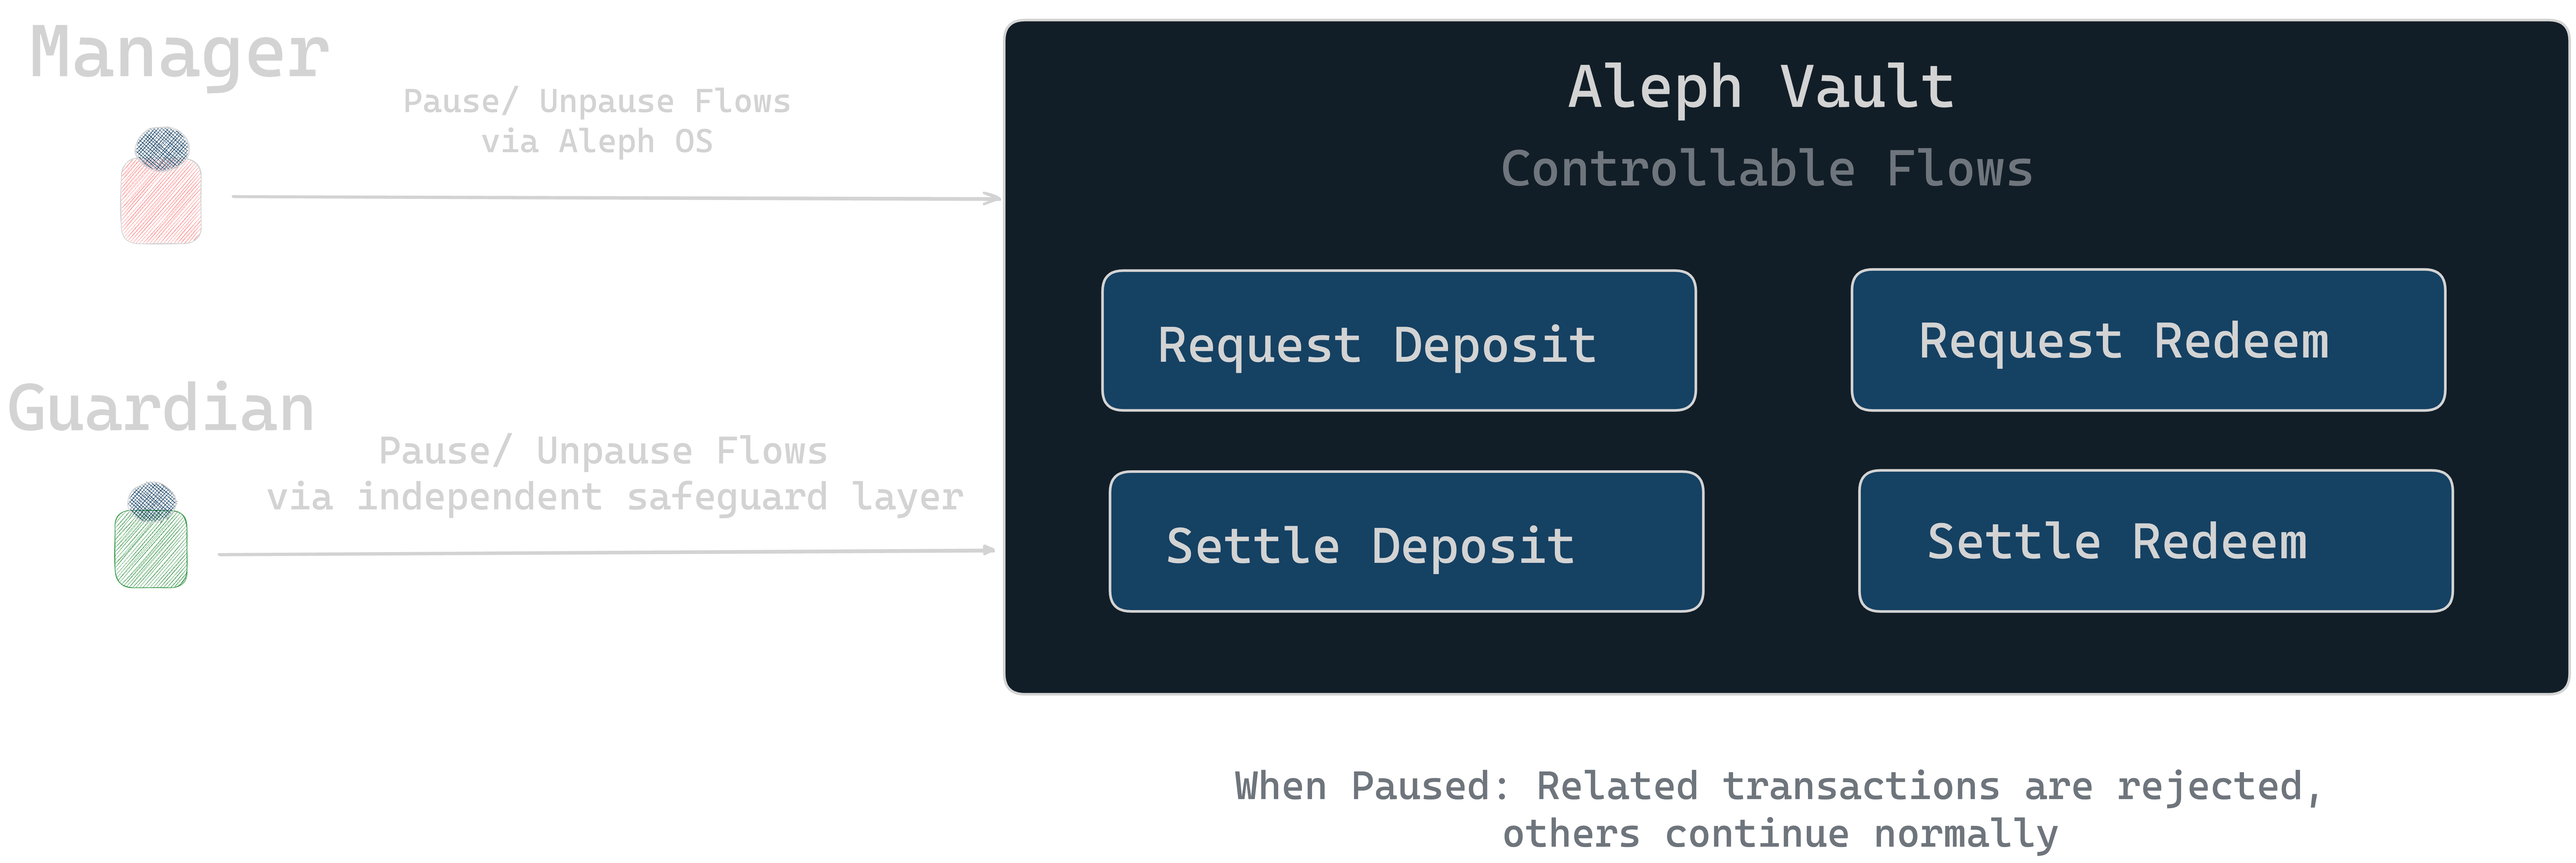 Manager
Pause/ Unpause Flows
via Aleph OS
Guardian
Pause/ Unpause Flows
via independent safeguard layer
Aleph Vault
Controllable Flows
Request Deposit
Request Redeem
Settle Deposit
Settle Redeem
When Paused: Related transactions are rejected,
others continue normally